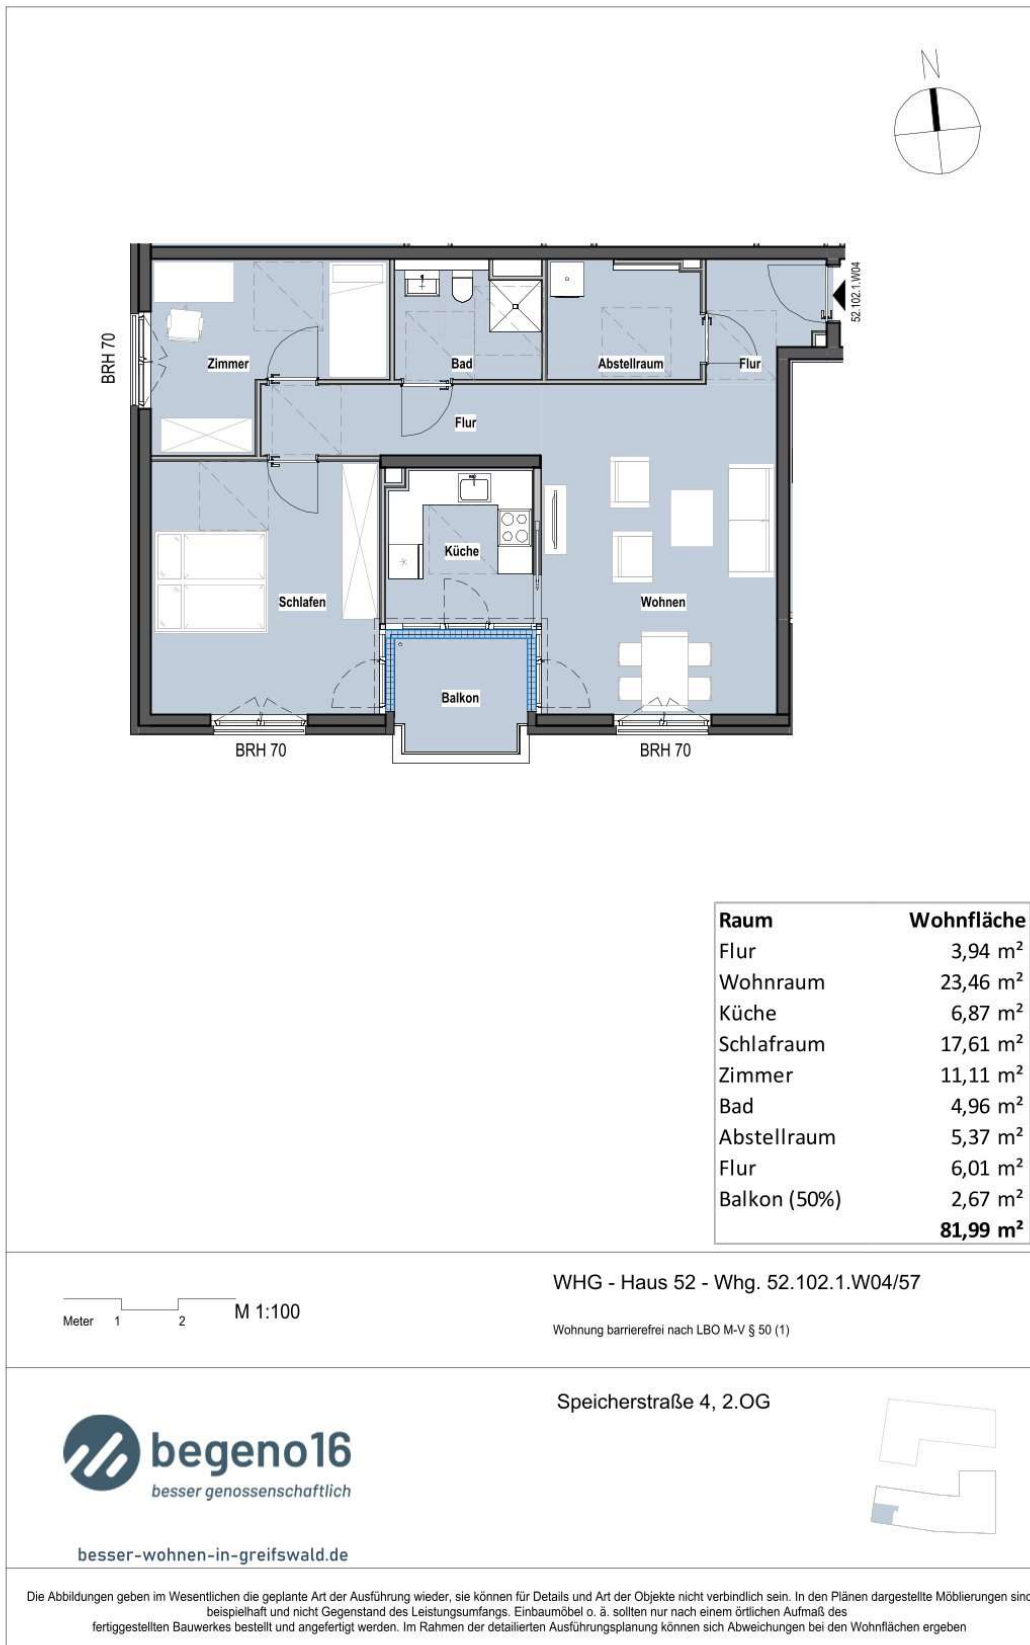 N
52.102.1.W04
BRH 70
Zimmer
Bad
Abstellraum
Flur
Flur
Küche
Schlafen
Wohnen
Balkon
BRH 70
BRH 70
Raum Wohnfläche
Flur 3,94 m²
Wohnraum 23,46 m²
Küche 6,87 m²
Schlafraum 17,61 m²
Zimmer 11,11 m²
Bad 4,96 m²
Abstellraum 5,37 m²
Flur 6,01 m²
Balkon (50%) 2,67 m²
81,99 m²
Meter 1 2 M 1:100
WHG - Haus 52 - Whg. 52.102.1.W04/57
Wohnung barrierefrei nach LBO M-V § 50 (1)
Speicherstraße 4, 2.OG
begeno16
besser genossenschaftlich
besser-wohnen-in-greifswald.de
Die Abbildungen geben im Wesentlichen die geplante Art der Ausführung wieder, sie können für Details und Art der Objekte nicht verbindlich sein. In den Plänen dargestellte Möblierungen sind
beispielhaft und nicht Gegenstand des Leistungsumfangs. Einbaumöbel o. ä. sollten nur nach einem örtlichen Aufmaß des
fertiggestellten Bauwerkes bestellt und angefertigt werden. Im Rahmen der detailierten Ausführungsplanung können sich Abweichungen bei den Wohnflächen ergeben